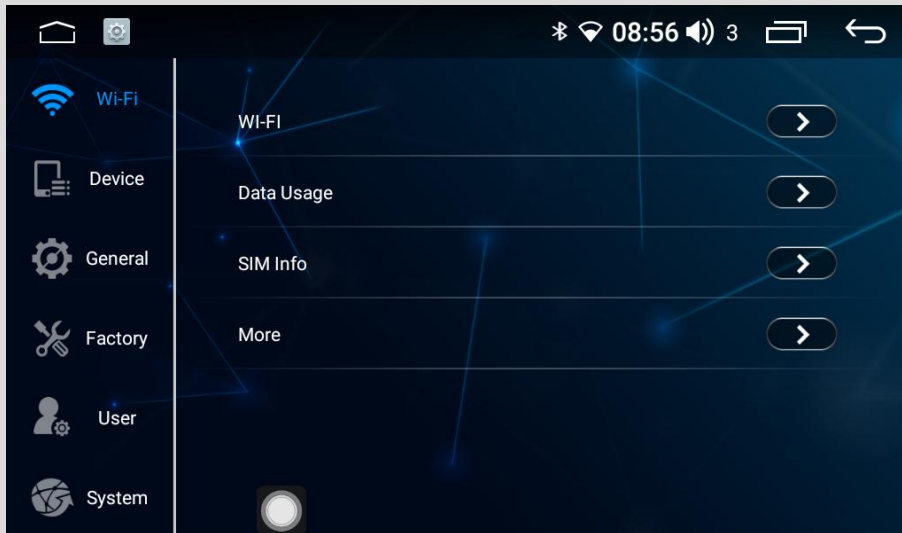 08:56 3
Wi-Fi
Device
General
Factory
User
System
WI-FI
Data Usage
SIM Info
More